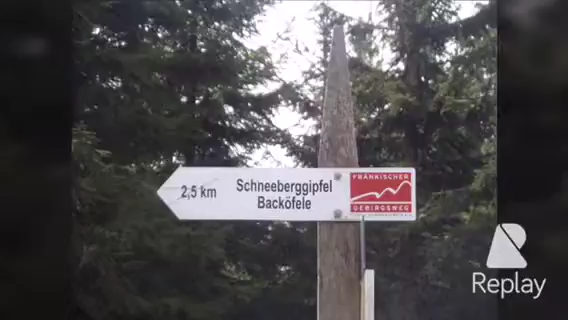 2,5 km
Schneeberggipfel
Backöfele
FRÄNKISCHER
GEBIRGSWEG
Replay